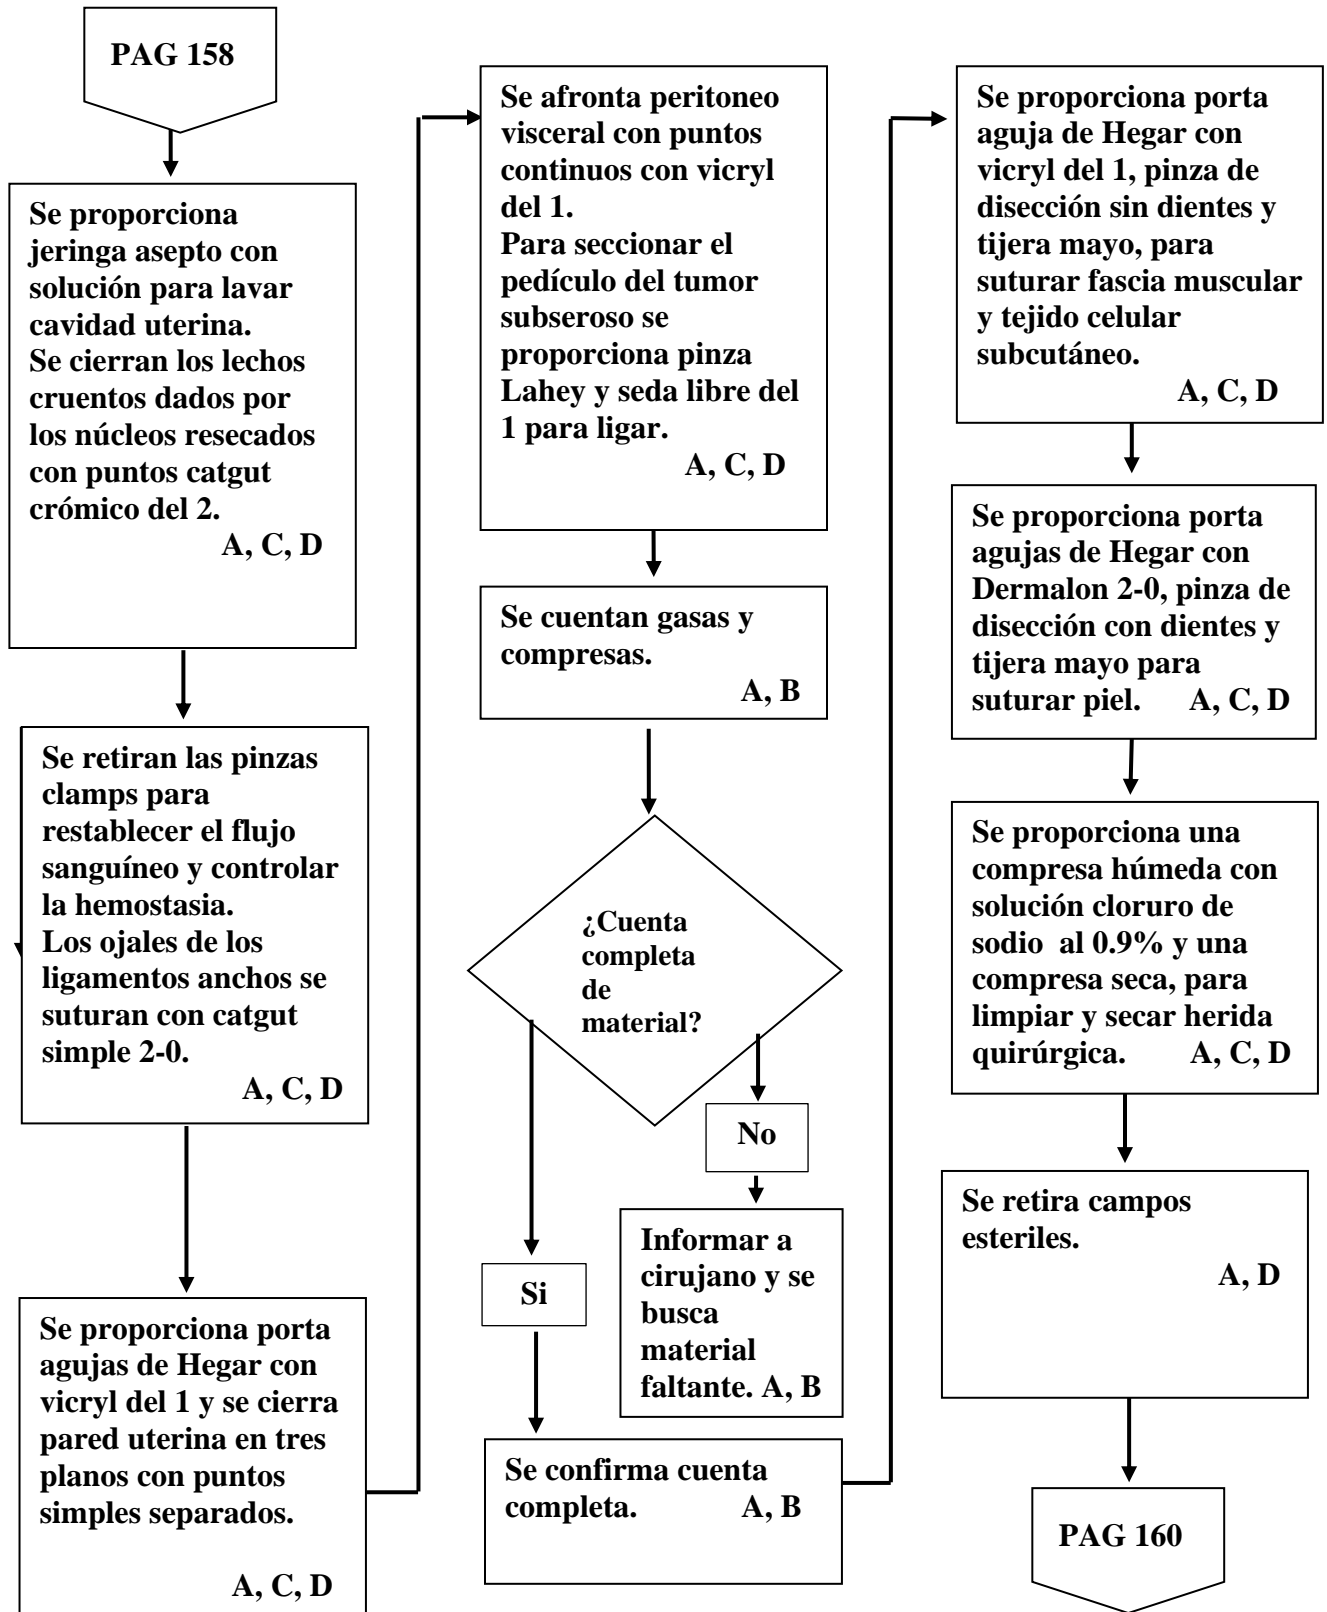 PAG 158
Se proporciona
jeringa asepto con
solución para lavar
cavidad uterina.
Se cierran los lechos
cruentos dados por
los núcleos resecados
con puntos catgut
crómico del 2.
A, C, D
Se retiran las pinzas
clamps para
restablecer el flujo
sanguíneo y controlar
la hemostasia.
Los ojales de los
ligamentos anchos se
suturan con catgut
simple 2-0.
A, C, D
Se proporciona porta
agujas de Hegar con
vicryl del 1 y se cierra
pared uterina en tres
planos con puntos
simples separados.
A, C, D
Se afronta peritoneo
visceral con puntos
continuos con vicryl
del 1.
Para seccionar el
pedículo del tumor
subseroso se
proporciona pinza
Lahey y seda libre del
1 para ligar.
A, C, D
Se cuentan gasas y
compresas.
A, B
¿Cuenta
completa
de
material?
No
Informar a
cirujano y se
busca
material
faltante. A, B
Si
Se confirma cuenta
completa. A, B
Se proporciona porta
aguja de Hegar con
vicryl del 1, pinza de
disección sin dientes y
tijera mayo, para
suturar fascia muscular
y tejido celular
subcutáneo.
A, C, D
Se proporciona porta
agujas de Hegar con
Dermalon 2-0, pinza de
disección con dientes y
tijera mayo para
suturar piel. A, C, D
Se proporciona una
compresa húmeda con
solución cloruro de
sodio al 0.9% y una
compresa seca, para
limpiar y secar herida
quirúrgica. A, C, D
Se retira campos
esteriles.
A, D
PAG 160